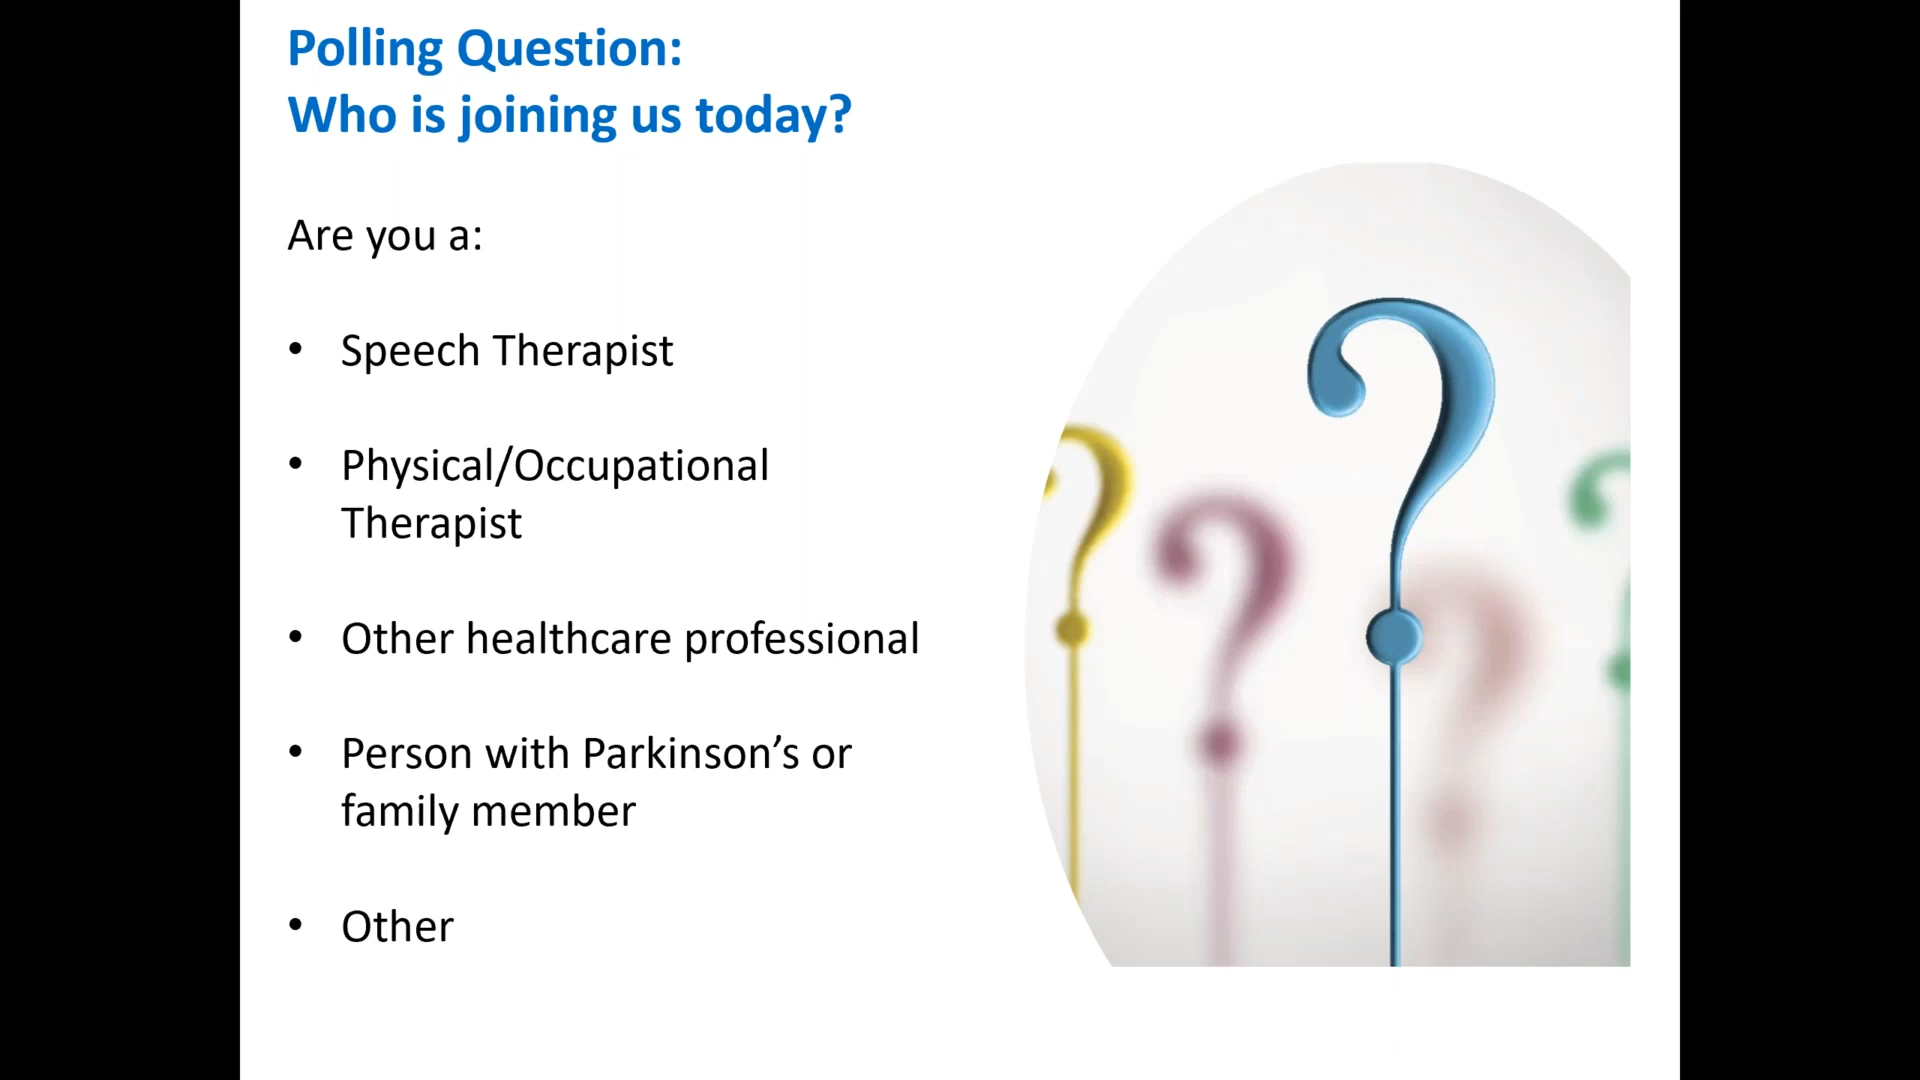 Polling Question:
Who is joining us today?
Are you a:
• Speech Therapist
• Physical/Occupational
Therapist
• Other healthcare professional
• Person with Parkinson’s or
family member
• Other